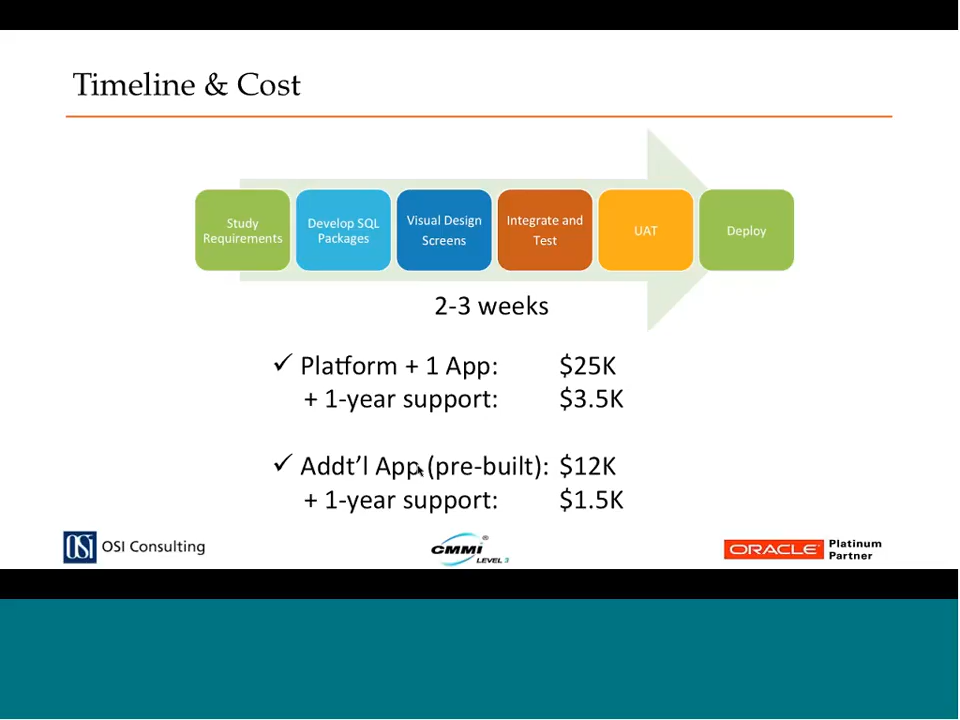 Timeline & Cost
Study
Requirements
Develop SQL
Packages
Visual Design
Screens
Integrate and
Test
UAT
Deploy
2-3 weeks
✓ Platform + 1 App: $25K
+ 1-year support: $3.5K
✓ Addt’l App (pre-built): $12K
+ 1-year support: $1.5K
OSI OSI Consulting
CMMI®
LEVEL 3
ORACLE® Platinum
Partner